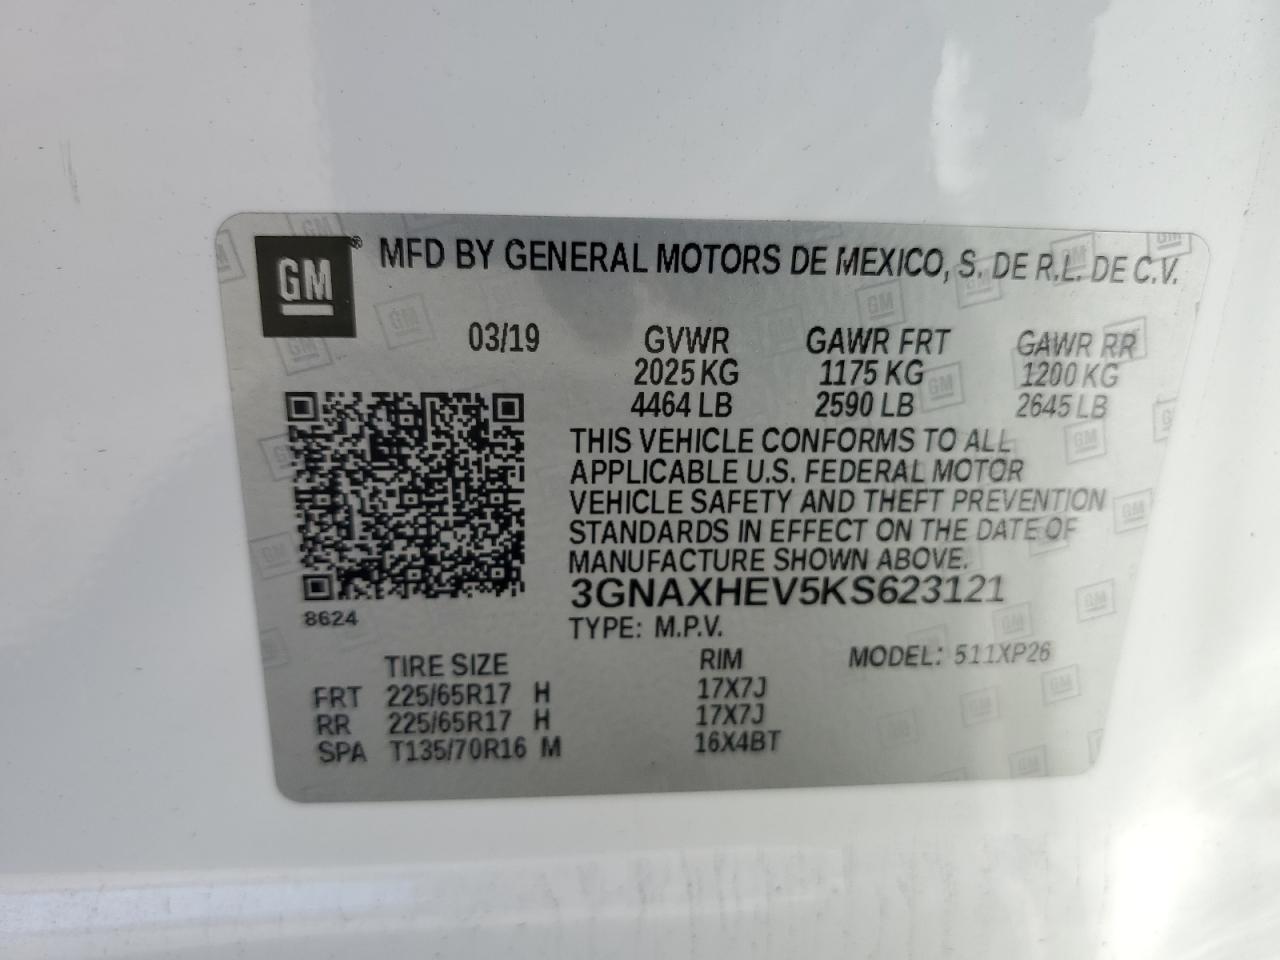 GM® MFD BY GENERAL MOTORS DE MEXICO, S. DE R.L. DE C.V.
03/19 GVWR GAWR FRT GAWR RR
2025 KG 1175 KG 1200 KG
4464 LB 2590 LB 2645 LB
THIS VEHICLE CONFORMS TO ALL
APPLICABLE U.S. FEDERAL MOTOR
VEHICLE SAFETY AND THEFT PREVENTION
STANDARDS IN EFFECT ON THE DATE OF
MANUFACTURE SHOWN ABOVE.
3GNAXHEV5KS623121
8624
TYPE: M.P.V.
TIRE SIZE RIM MODEL: 511XP26
FRT 225/65R17 H 17X7J
RR 225/65R17 H 17X7J
SPA T135/70R16 M 16X4BT